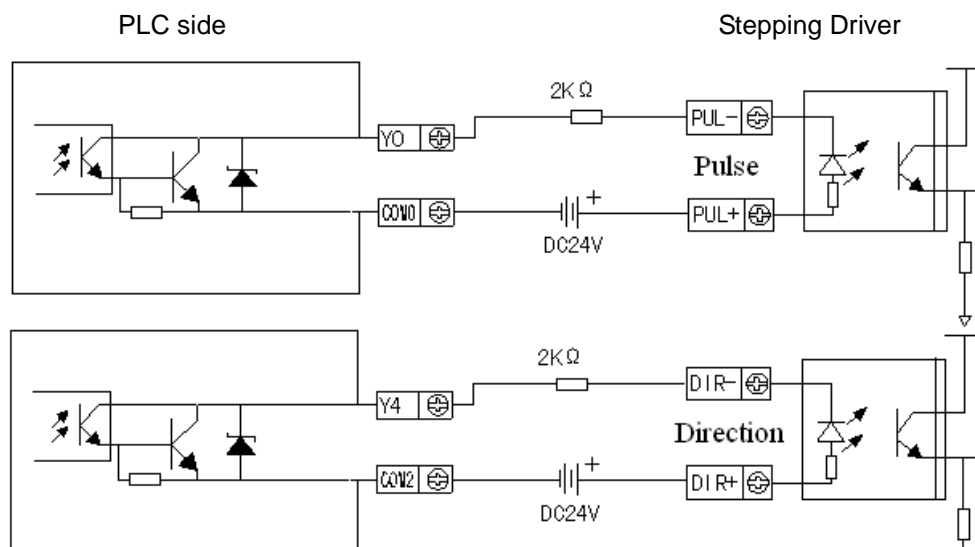 PLC side
Stepping Driver
2KΩ
Y0
PUL-
Pulse
COM0
+
DC24V
PUL+
2KΩ
Y4
DIR-
Direction
COM2
+
DC24V
DIR+